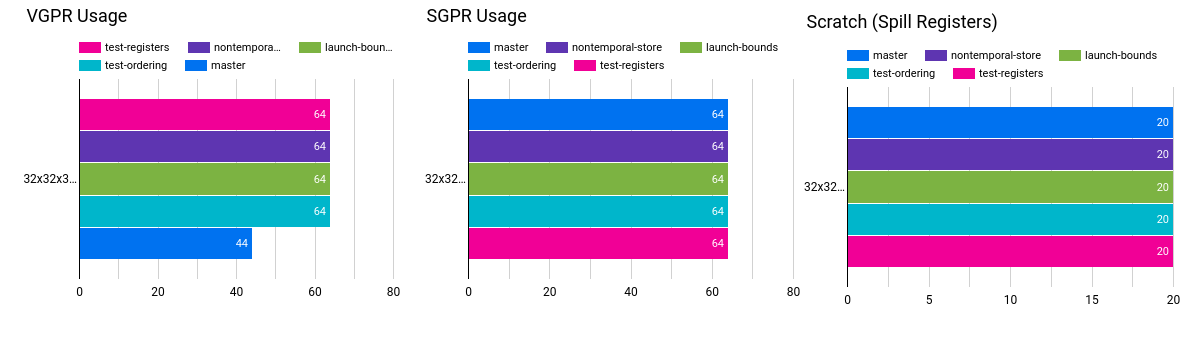 VGPR Usage
test-registers nontempora... launch-boun...
test-ordering master
64
64
32x32x3... 64
64
44
0 20 40 60 80
SGPR Usage
master nontemporal-store launch-bounds
test-ordering test-registers
64
64
32x32... 64
64
64
0 20 40 60 80
Scratch (Spill Registers)
master nontemporal-store launch-bounds
test-ordering test-registers
20
20
32x32... 20
20
20
0 5 10 15 20